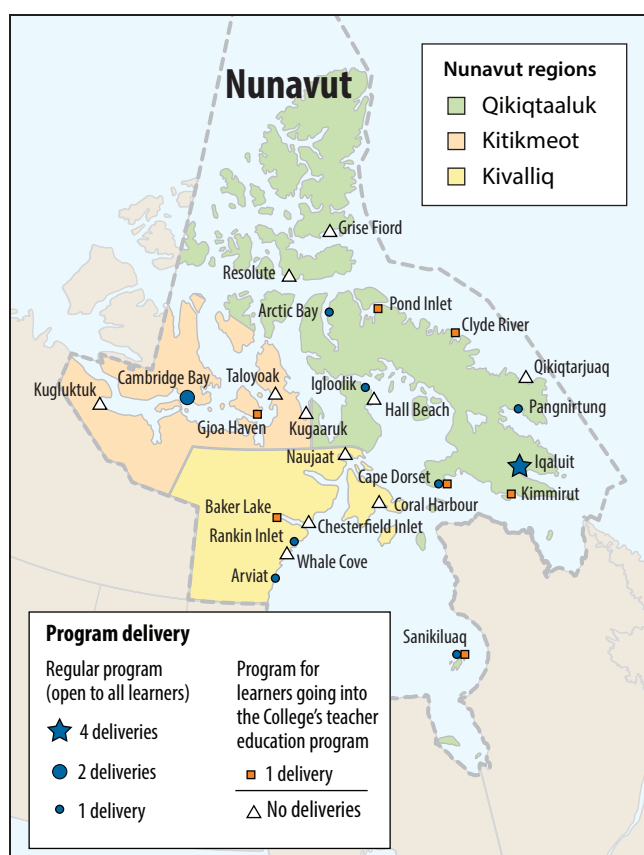 Nunavut
Nunavut regions
Qikiqtaaluk
Kitikmeot
Kivalliq
Grise Fiord
Resolute
Arctic Bay
Pond Inlet
Clyde River
Qikiqtarjuaq
Kugluktuk
Cambridge Bay
Taloyoak
Igloolik
Hall Beach
Pangnirtung
Gjoa Haven
Kugaaruk
Naujaat
Iqaluit
Cape Dorset
Kimmirut
Baker Lake
Coral Harbour
Chesterfield Inlet
Rankin Inlet
Whale Cove
Arviat
Sanikiluaq
Program delivery
Regular program
(open to all learners)
4 deliveries
2 deliveries
1 delivery
Program for
learners going into
the College's teacher
education program
1 delivery
No deliveries